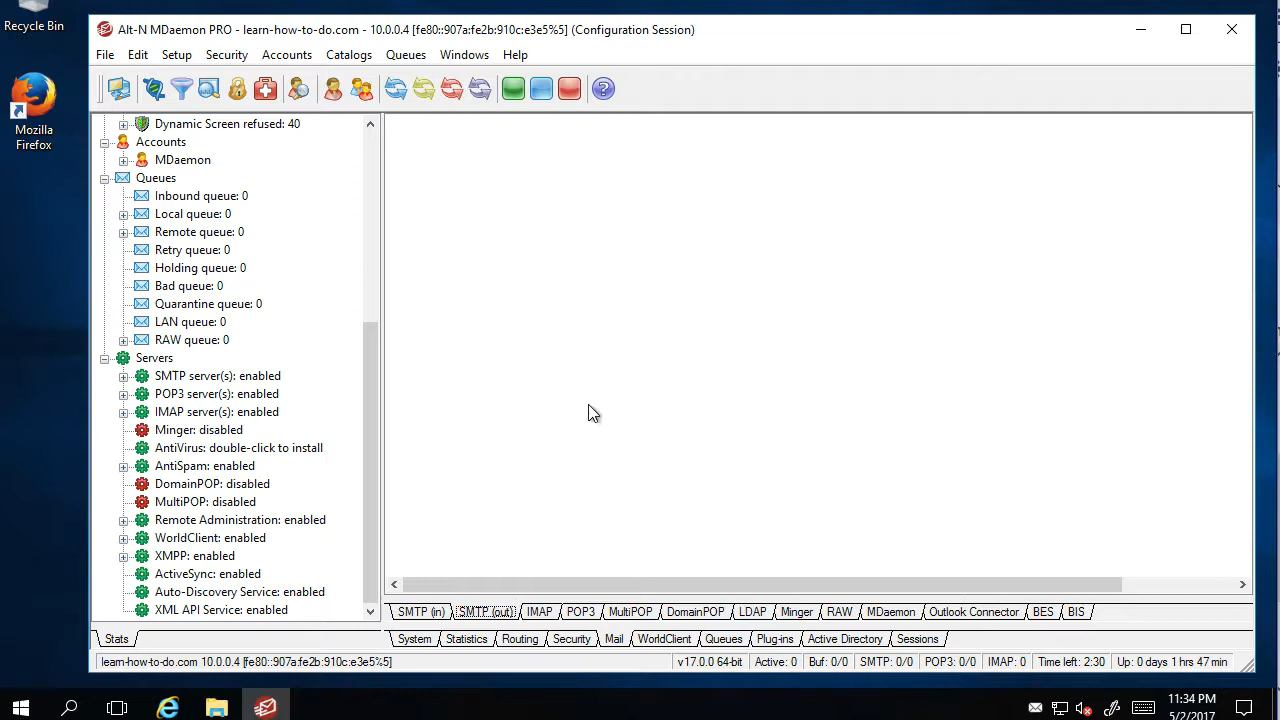 Recycle Bin
Mozilla
Firefox
Alt-N MDaemon PRO - learn-how-to-do.com - 10.0.0.4 [fe80::907a:fe2b:910c:e3e5%5] (Configuration Session)
File Edit Setup Security Accounts Catalogs Queues Windows Help
Dynamic Screen refused: 40
Accounts
MDaemon
Queues
Inbound queue: 0
Local queue: 0
Remote queue: 0
Retry queue: 0
Holding queue: 0
Bad queue: 0
Quarantine queue: 0
LAN queue: 0
RAW queue: 0
Servers
SMTP server(s): enabled
POP3 server(s): enabled
IMAP server(s): enabled
Minger: disabled
AntiVirus: double-click to install
AntiSpam: enabled
DomainPOP: disabled
MultiPOP: disabled
Remote Administration: enabled
WorldClient: enabled
XMPP: enabled
ActiveSync: enabled
Auto-Discovery Service: enabled
XML API Service: enabled
SMTP (in) SMTP (out) IMAP POP3 MultiPOP DomainPOP LDAP Minger RAW MDaemon Outlook Connector BES BIS
Stats
System Statistics Routing Security Mail WorldClient Queues Plug-ins Active Directory Sessions
learn-how-to-do.com 10.0.0.4 [fe80::907a:fe2b:910c:e3e5%5] v17.0.0 64-bit Active: 0 Buf: 0/0 SMTP: 0/0 POP3: 0/0 IMAP: 0 Time left: 2:30 Up: 0 days 1 hrs 47 min
11:34 PM
5/2/2017